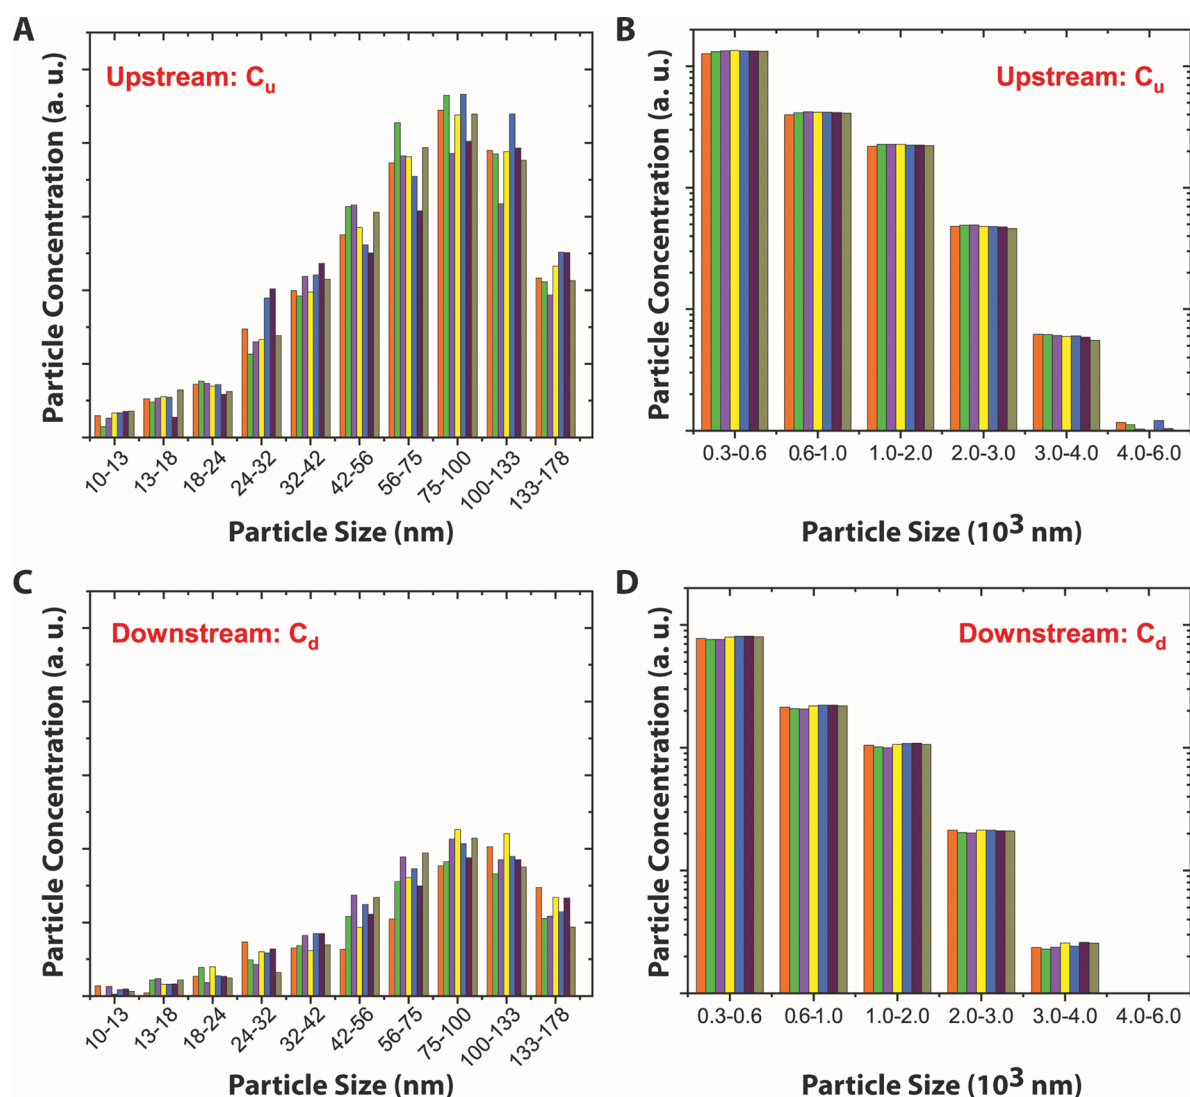 A
Upstream: Cu
Particle Concentration (a. u.)
10-13 13-18 18-24 24-32 32-42 42-56 56-75 75-100 100-133 133-178
Particle Size (nm)
B
Upstream: Cu
Particle Concentration (a. u.)
0.3-0.6 0.6-1.0 1.0-2.0 2.0-3.0 3.0-4.0 4.0-6.0
Particle Size (10³ nm)
C
Downstream: Cd
Particle Concentration (a. u.)
10-13 13-18 18-24 24-32 32-42 42-56 56-75 75-100 100-133 133-178
Particle Size (nm)
D
Downstream: Cd
Particle Concentration (a. u.)
0.3-0.6 0.6-1.0 1.0-2.0 2.0-3.0 3.0-4.0 4.0-6.0
Particle Size (10³ nm)